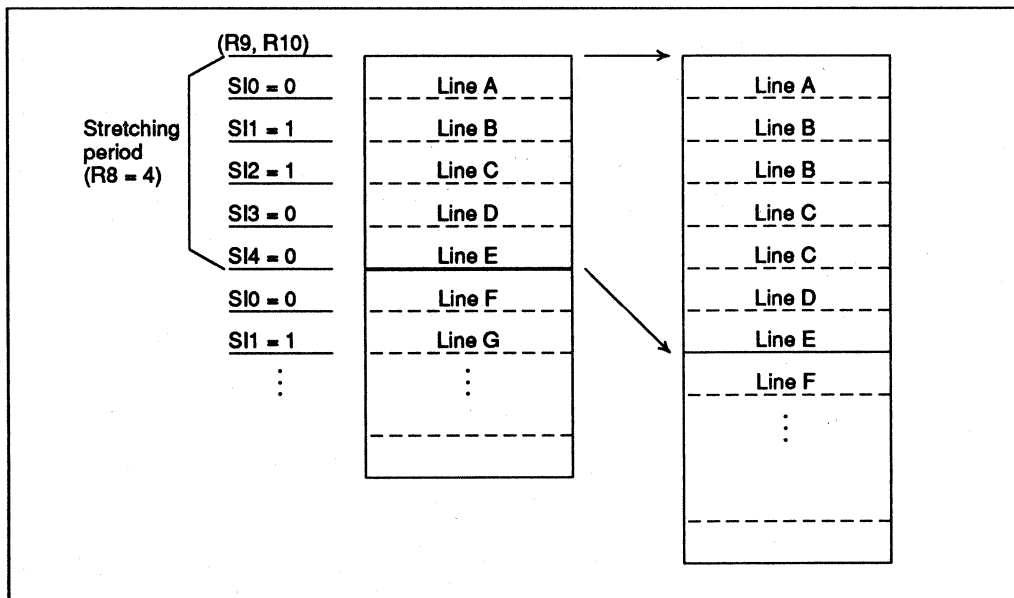 (R9, R10)
SI0 = 0 Line A Line A
SI1 = 1 Line B Line B
Stretching
period
(R8 = 4)
SI2 = 1 Line C Line B
SI3 = 0 Line D Line C
SI4 = 0 Line E Line C
SI0 = 0 Line F Line D
SI1 = 1 Line G Line E
Line F